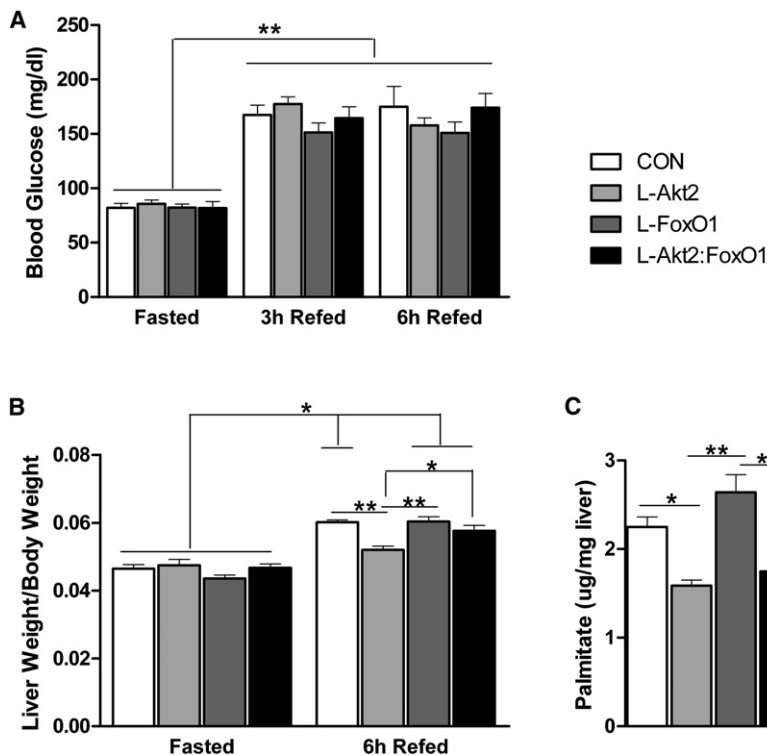 A
Blood Glucose (mg/dl)
250
200
150
100
50
0
**
Fasted
3h Refed
6h Refed
CON
L-Akt2
L-FoxO1
L-Akt2:FoxO1
B
Liver Weight/Body Weight
0.08
0.06
0.04
0.02
0.00
*
*
**
**
Fasted
6h Refed
C
Palmitate (ug/mg liver)
3
2
1
0
**
*
*